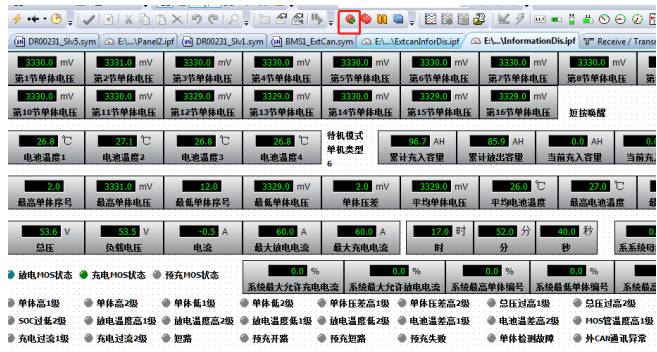 DR00231_Slv5.sym E:\...\Panel2.ipf DR00231_Slv1.sym BMS1_ExtCan.sym E:\...\ExtcanInforDis.ipf E:\...\InformationDis.ipf Receive / Transm
3330.0 mV 3331.0 mV 3330.0 mV 3330.0 mV 3330.0 mV 3330.0 mV 3330.0 mV 3330.0 mV
第1节单体电压 第2节单体电压 第3节单体电压 第4节单体电压 第5节单体电压 第6节单体电压 第7节单体电压 第8节单体电压 第
3330.0 mV 3330.0 mV 3329.0 mV 3329.0 mV 3330.0 mV 3329.0 mV 3329.0 mV
第10节单体电压 第11节单体电压 第12节单体电压 第13节单体电压 第14节单体电压 第15节单体电压 第16节单体电压 短按唤醒
26.8 ℃ 27.1 ℃ 26.8 ℃ 26.8 ℃ 待机模式 96.7 AH 85.9 AH 0.0 AH 0.0
电池温度1 电池温度2 电池温度3 电池温度4 单机类型 累计充入容量 累计放出容量 当前充入容量 当前
6
2.0 3331.0 mV 12.0 3329.0 mV 2.0 mV 3329.0 mV 26.0 ℃ 27.0 ℃
最高单体序号 最高单体电压 最低单体序号 最低单体电压 单体压差 平均单体电压 平均电池温度 最高电池温度 最
53.6 V 53.5 V -0.5 A 60.0 A 60.0 A 17.0 时 52.0 分 40.0 秒 0.
总压 负载电压 电流 最大放电电流 最大充电电流 时 分 秒 系统母
放电MOS状态 充电MOS状态 预充MOS状态 0.0 % 0.0 % 0.0 % 0.0 %
系统最大允许充电电流 系统最大允许放电电流 系统最高单体编号 系统最低单体编号 系统最高
单体高1级 单体高2级 单体低1级 单体低2级 单体压差高1级 单体压差高2级 总压过高1级 总压过高2级
SOC过低2级 放电温度高1级 放电温度高2级 放电温度低1级 放电温度低2级 电池温差高1级 电池温差高2级 MOS管温度高1级
充电过流1级 充电过流2级 短路 预充开路 预充短路 预充失败 单体检测故障 外CAN通讯异常